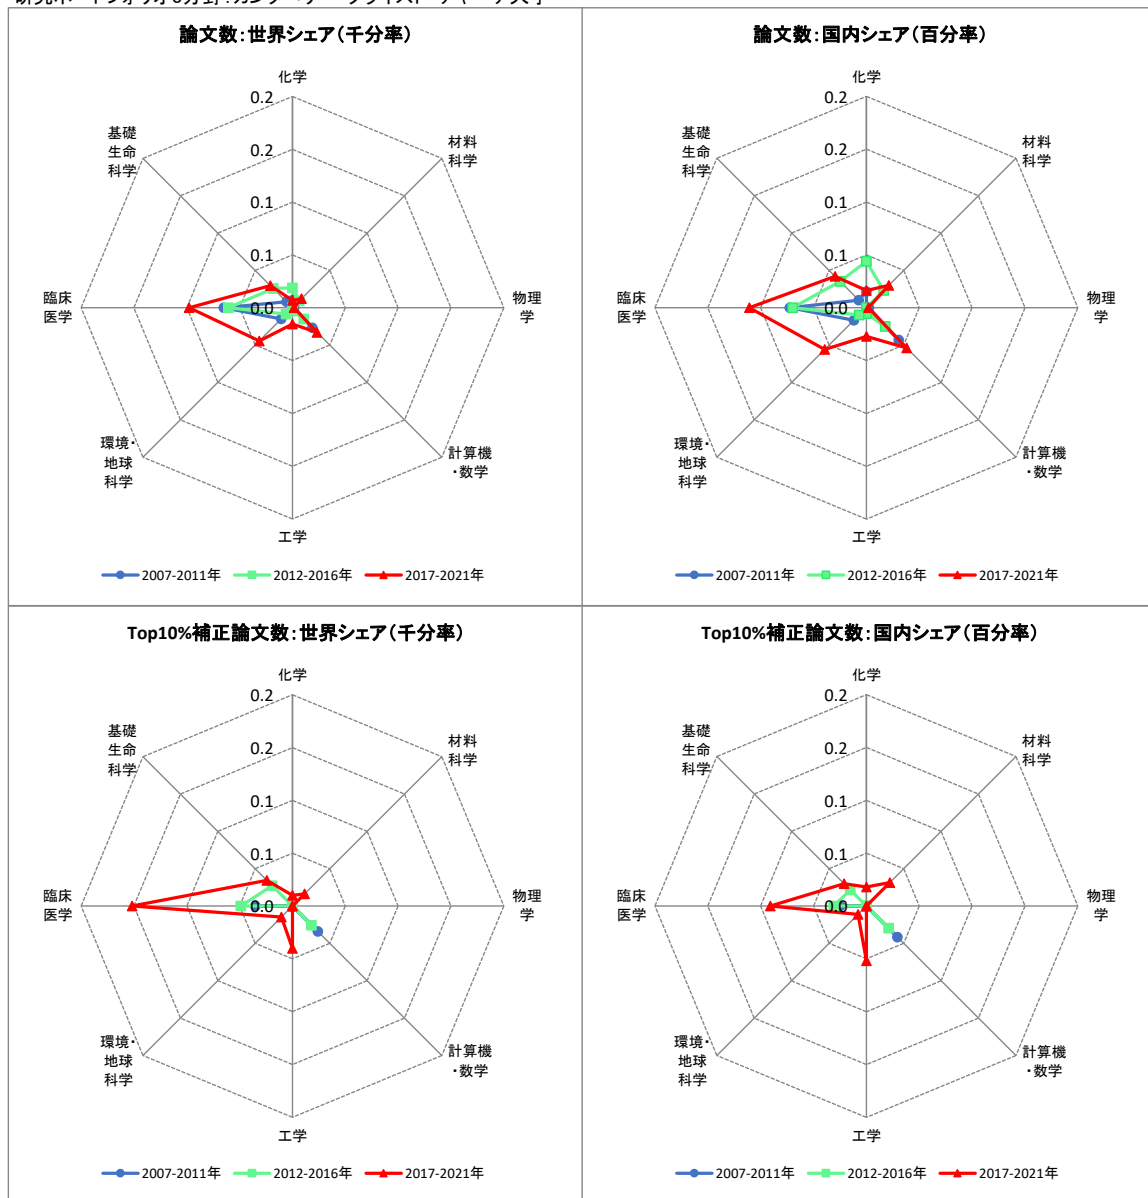 論文数:世界シェア(千分率)
化学
材料
科学
物理
学
計算機
・数学
工学
環境・
地球
科学
臨床
医学
基礎
生命
科学
0.2
0.2
0.1
0.1
0.0
2007-2011年 2012-2016年 2017-2021年
論文数:国内シェア(百分率)
化学
材料
科学
物理
学
計算機
・数学
工学
環境・
地球
科学
臨床
医学
基礎
生命
科学
0.2
0.2
0.1
0.1
0.0
2007-2011年 2012-2016年 2017-2021年
Top10%補正論文数:世界シェア(千分率)
化学
材料
科学
物理
学
計算機
・数学
工学
環境・
地球
科学
臨床
医学
基礎
生命
科学
0.2
0.2
0.1
0.1
0.0
2007-2011年 2012-2016年 2017-2021年
Top10%補正論文数:国内シェア(百分率)
化学
材料
科学
物理
学
計算機
・数学
工学
環境・
地球
科学
臨床
医学
基礎
生命
科学
0.2
0.2
0.1
0.1
0.0
2007-2011年 2012-2016年 2017-2021年